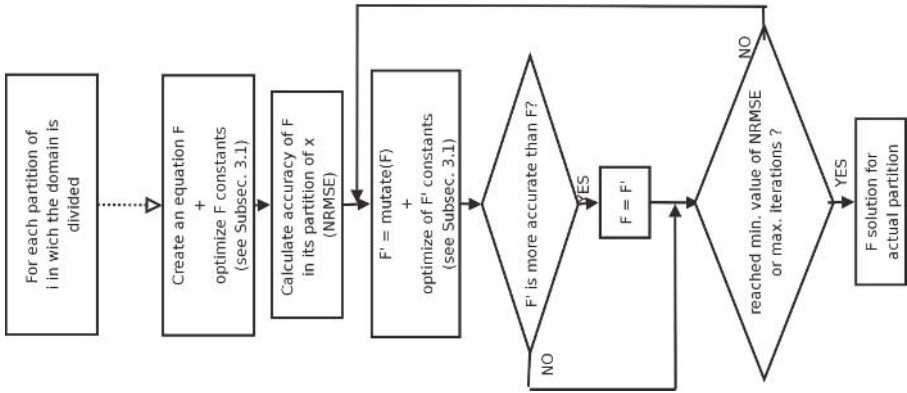 For each partition of
i in wich the domain is
divided
Create an equation F
+
optimize F constants
(see Subsec. 3.1)
Calculate accuracy of F
in its partition of x
(NRMSE)
F' = mutate(F)
+
optimize of F' constants
(see Subsec. 3.1)
F' is more accurate than F?
YES
NO
F = F'
reached min. value of NRMSE
or max. iterations ?
NO
YES
F solution for
actual partition